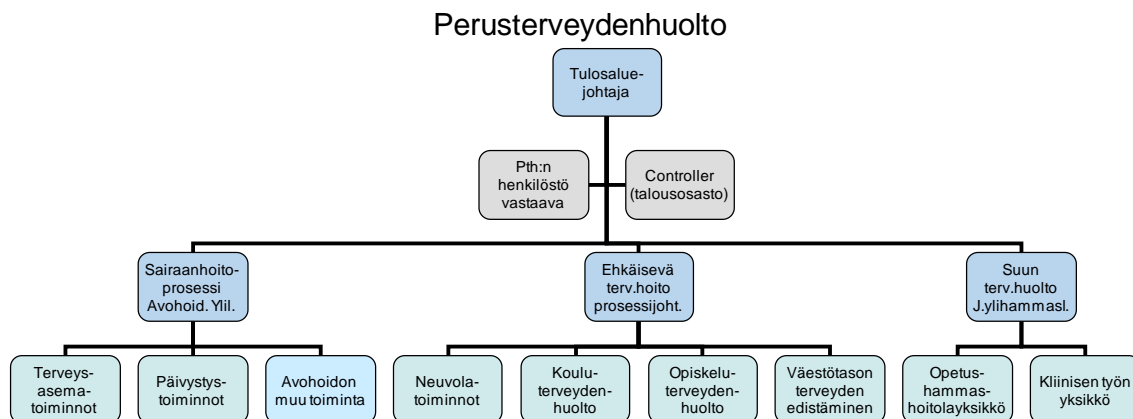 Perusterveydenhuolto
Tulosalue-
johtaja
Pth:n
henkilöstö
vastaava
Controller
(talousosasto)
Sairaanhoito-
prosessi
Avohoid. Ylil.
Ehkäisevä
terv.hoito
prosessijoht.
Suun
terv.huolto
J.ylihammasl.
Terveys-
asema-
toiminnot
Päivystys-
toiminnot
Avohoidon
muu toiminta
Neuvola-
toiminnot
Koulu-
terveyden-
huolto
Opiskelu-
terveyden-
huolto
Väestötason
terveyden
edistäminen
Opetus-
hammas-
hoitolayksikkö
Kliinisen työn
yksikkö